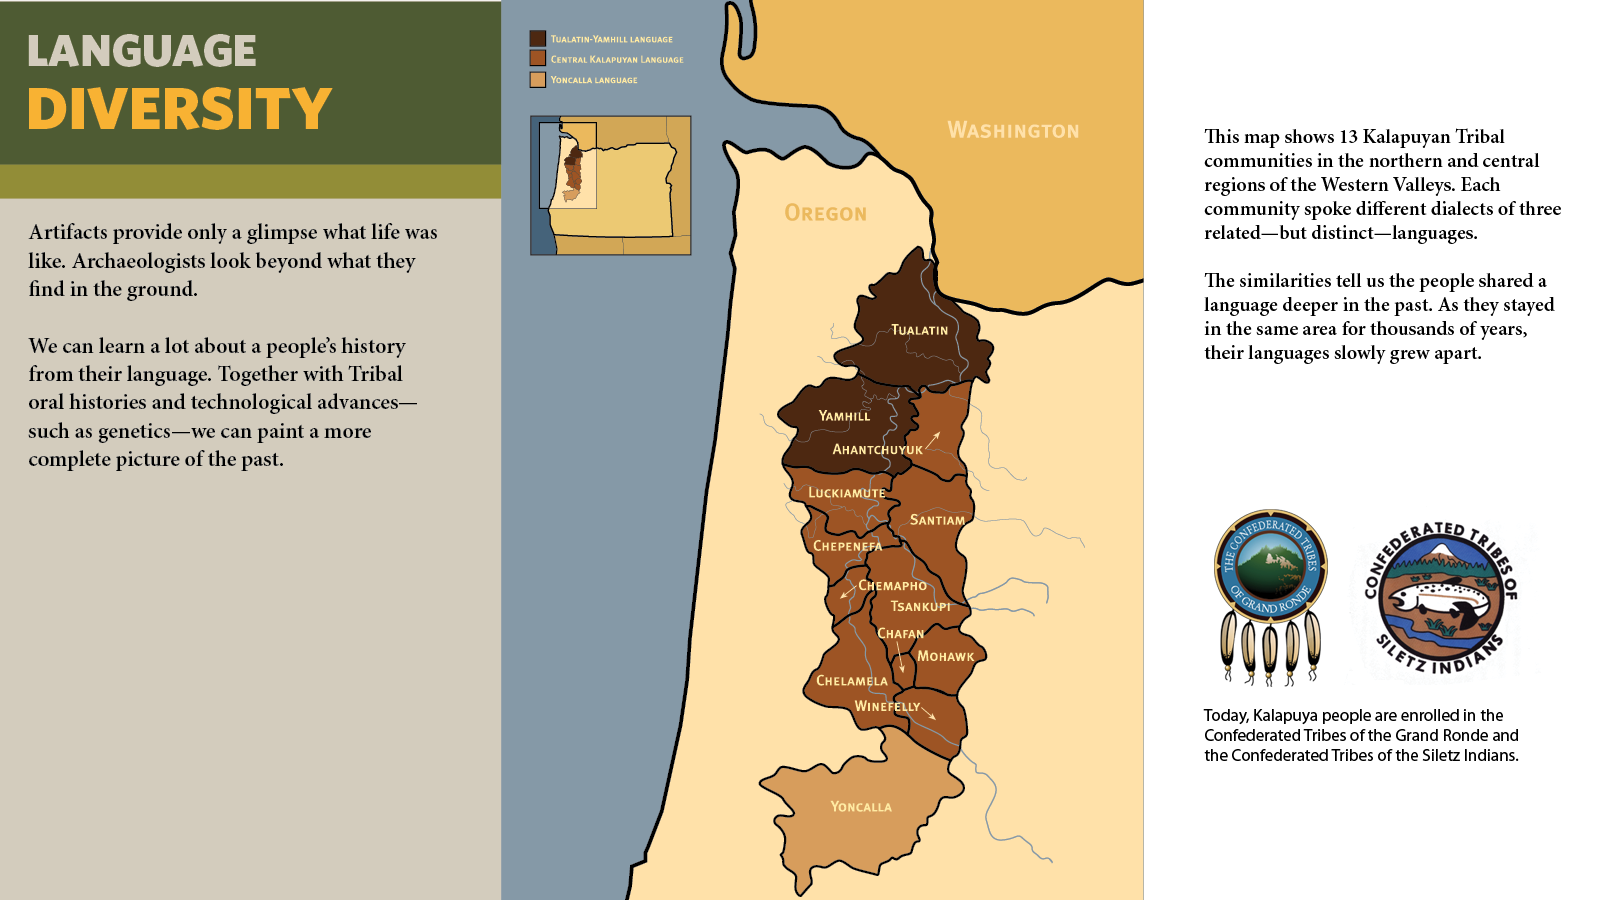 LANGUAGE
DIVERSITY
Artifacts provide only a glimpse what life was
like. Archaeologists look beyond what they
find in the ground.
We can learn a lot about a people's history
from their language. Together with Tribal
oral histories and technological advances—
such as genetics—we can paint a more
complete picture of the past.
Tualatin-Yamhill language
Central Kalapuyan Language
Yoncalla language
Washington
Oregon
Tualatin
Yamhill
Ahantchuyuk
Luckiamute
Santiam
Chepenefa
Chemapho
Tsankupi
Chafan
Mohawk
Chelamela
Winefelly
Yoncalla
This map shows 13 Kalapuyan Tribal
communities in the northern and central
regions of the Western Valleys. Each
community spoke different dialects of three
related—but distinct—languages.
The similarities tell us the people shared a
language deeper in the past. As they stayed
in the same area for thousands of years,
their languages slowly grew apart.
THE CONFEDERATED TRIBES
OF GRAND RONDE
CONFEDERATED TRIBES OF
SILETZ INDIANS
Today, Kalapuya people are enrolled in the
Confederated Tribes of the Grand Ronde and
the Confederated Tribes of the Siletz Indians.